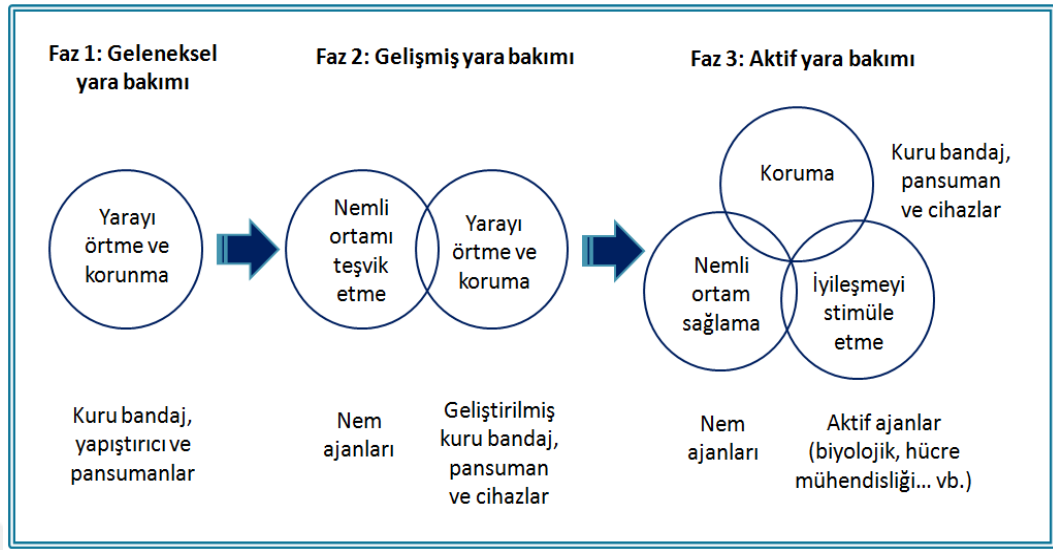 Faz 1: Geleneksel
yara bakımı
Yarayı
örtme ve
korunma
Kuru bandaj,
yapıştırıcı ve
pansumanlar
Faz 2: Gelişmiş yara bakımı
Nemli
ortamı
teşvik
etme
Yarayı
örtme ve
koruma
Nem
ajanları
Geliştirilmiş
kuru bandaj,
pansuman
ve cihazlar
Faz 3: Aktif yara bakımı
Koruma
Kuru bandaj,
pansuman
ve cihazlar
Nemli
ortam
sağlama
İyileşmeyi
stimüle
etme
Nem
ajanları
Aktif ajanlar
(biyolojik, hücre
mühendisliği... vb.)